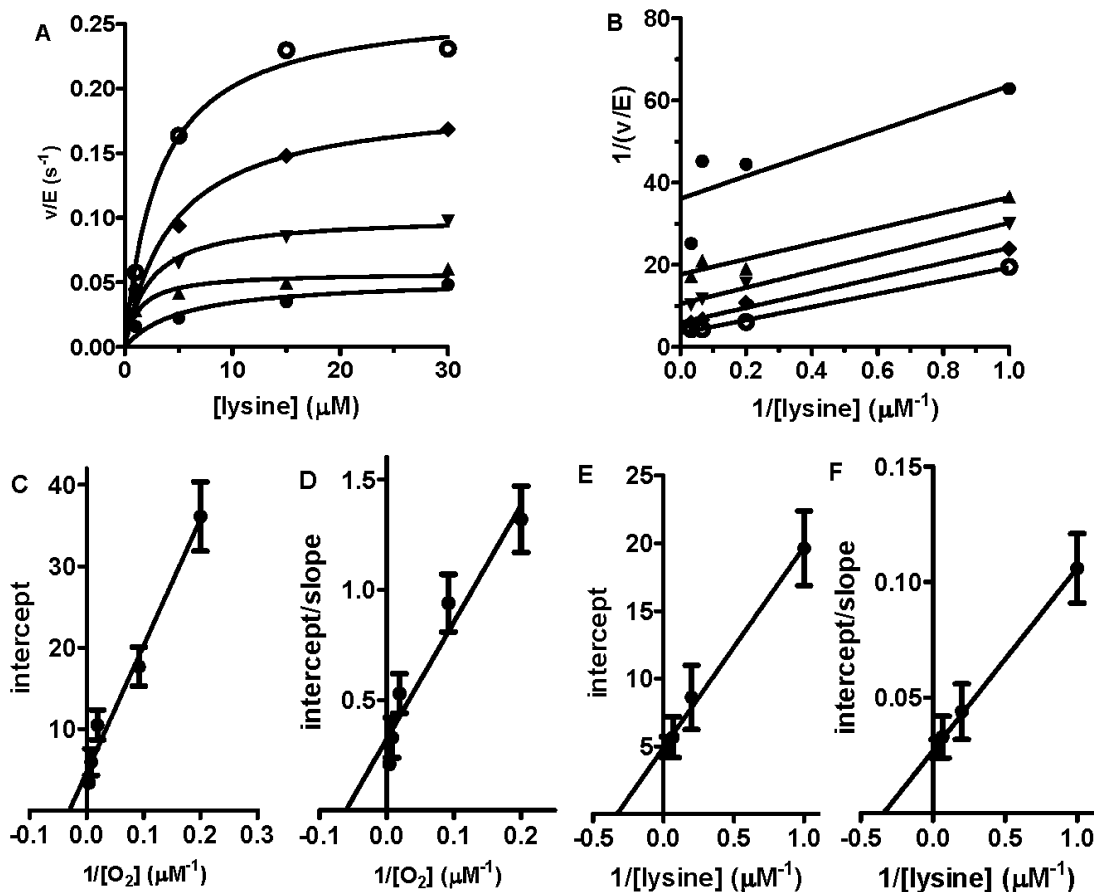 A
v/E (s⁻¹)
0.25
0.20
0.15
0.10
0.05
0.00
0 10 20 30
[lysine] (μM)
B
1/(v/E)
80
60
40
20
0
0.0 0.2 0.4 0.6 0.8 1.0
1/[lysine] (μM⁻¹)
C
intercept
40
30
20
10
-0.1 0.0 0.1 0.2 0.3
1/[O₂] (μM⁻¹)
D
intercept/slope
1.5
1.0
0.5
-0.1 0.0 0.1 0.2
1/[O₂] (μM⁻¹)
E
intercept
25
20
15
10
5
-0.5 0.0 0.5 1.0
1/[lysine] (μM⁻¹)
F
intercept/slope
0.15
0.10
0.05
-0.5 0.0 0.5 1.0
1/[lysine] (μM⁻¹)